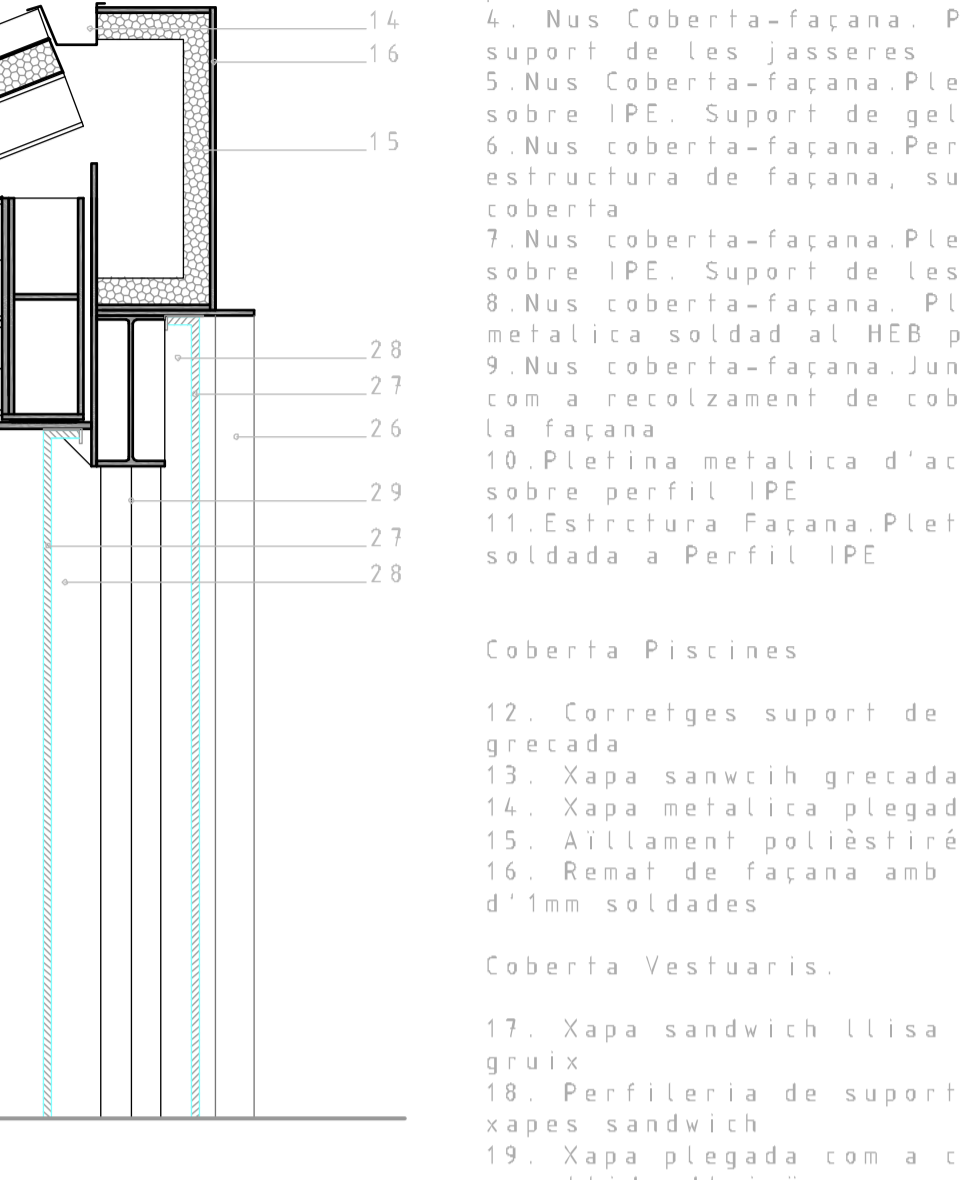 14
16
15
28
27
26
29
27
28
4. Nus Coberta-façana. P
suport de les jasseres
5.Nus Coberta-façana.Ple
sobre IPE. Suport de gel
6.Nus coberta-façana.Per
estructura de façana, su
coberta
7.Nus coberta-façana.Ple
sobre IPE. Suport de les
8.Nus coberta-façana. Pl
metalica soldad al HEB p
9.Nus coberta-façana.Jun
com a recolzament de cob
la façana
10.Pletina metalica d'ac
sobre perfil IPE
11.Estrctura Façana.Plet
soldada a Perfil IPE
Coberta Piscines
12. Corretges suport de
grecada
13. Xapa sanwcih grecada
14. Xapa metalica plegad
15. Aïllament polièstiré
16. Remat de façana amb
d'1mm soldades
Coberta Vestuaris.
17. Xapa sandwich llisa
gruix
18. Perfileria de suport
xapes sandwich
19. Xapa plegada com a c